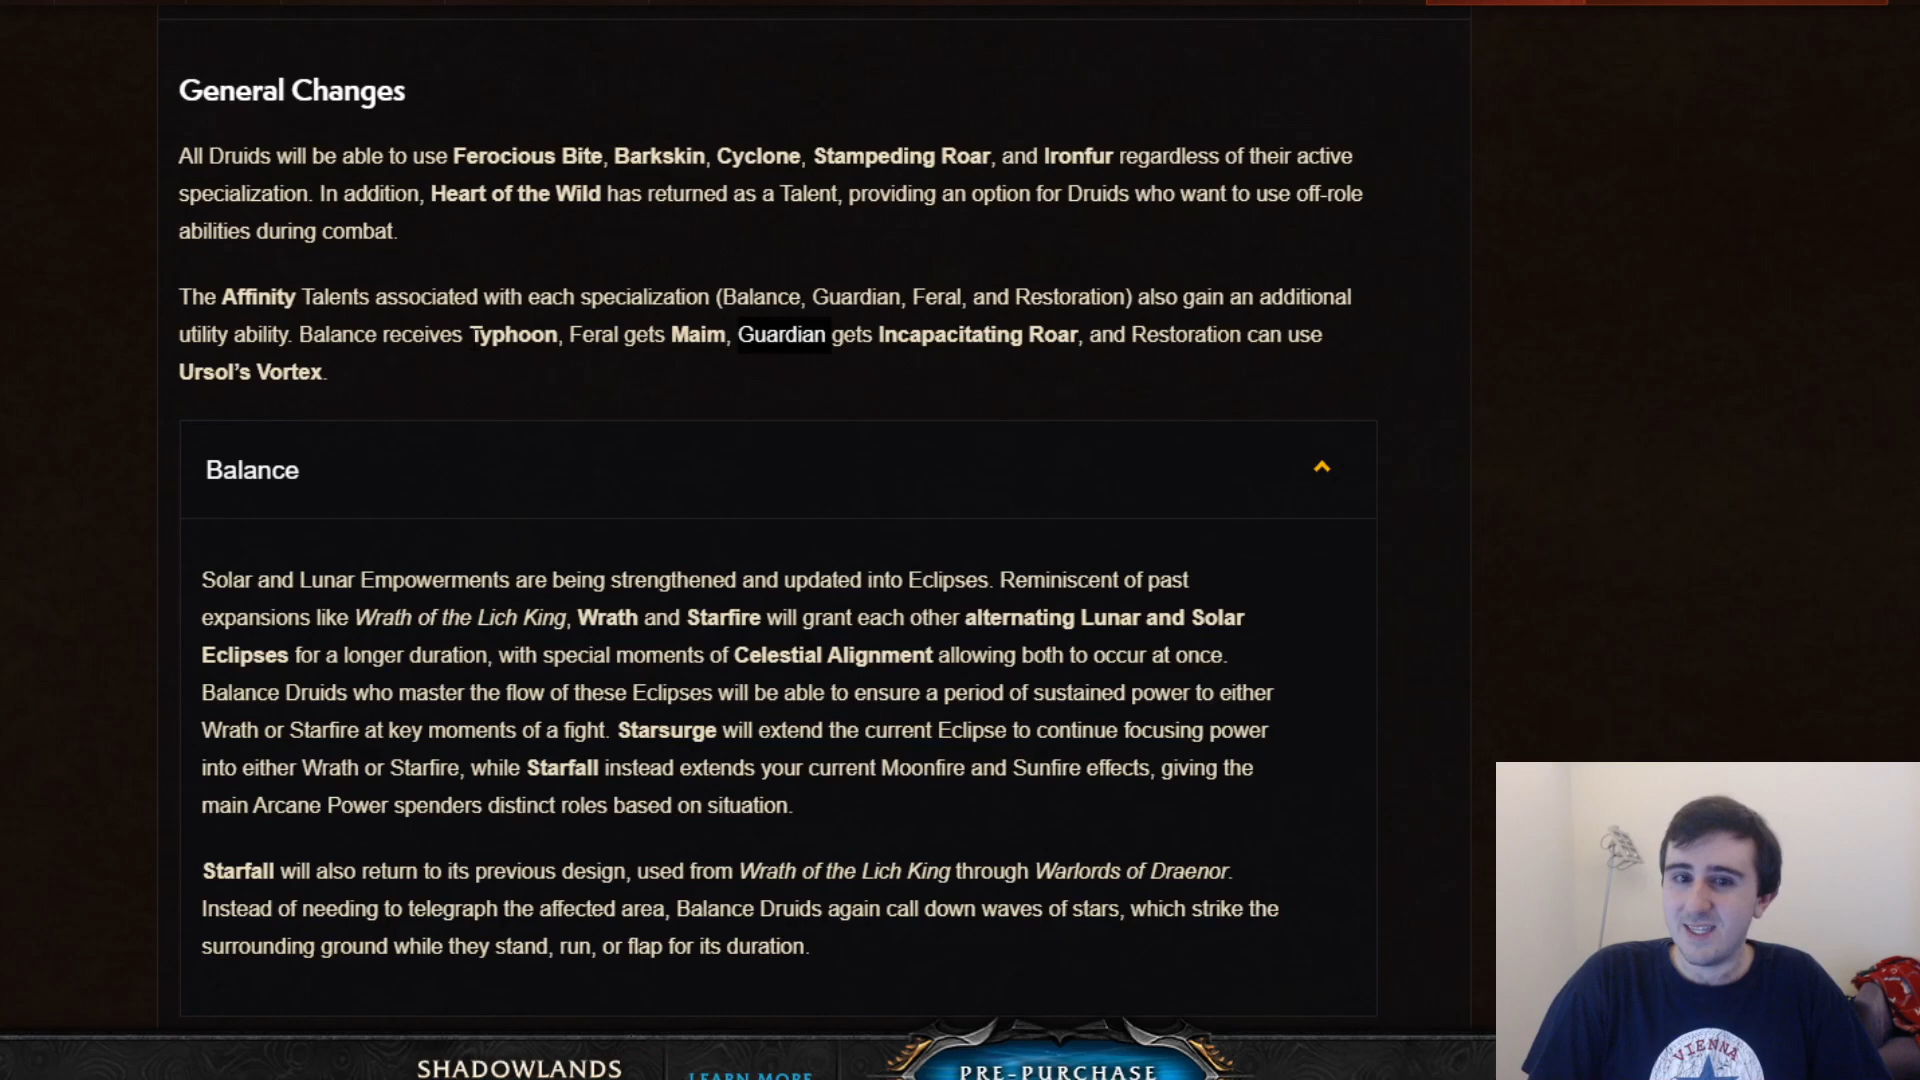 General Changes
All Druids will be able to use Ferocious Bite, Barkskin, Cyclone, Stampeding Roar, and Ironfur regardless of their active
specialization. In addition, Heart of the Wild has returned as a Talent, providing an option for Druids who want to use off-role
abilities during combat.
The Affinity Talents associated with each specialization (Balance, Guardian, Feral, and Restoration) also gain an additional
utility ability. Balance receives Typhoon, Feral gets Maim, Guardian gets Incapacitating Roar, and Restoration can use
Ursol's Vortex.
Balance
Solar and Lunar Empowerments are being strengthened and updated into Eclipses. Reminiscent of past
expansions like Wrath of the Lich King, Wrath and Starfire will grant each other alternating Lunar and Solar
Eclipses for a longer duration, with special moments of Celestial Alignment allowing both to occur at once.
Balance Druids who master the flow of these Eclipses will be able to ensure a period of sustained power to either
Wrath or Starfire at key moments of a fight. Starsurge will extend the current Eclipse to continue focusing power
into either Wrath or Starfire, while Starfall instead extends your current Moonfire and Sunfire effects, giving the
main Arcane Power spenders distinct roles based on situation.
Starfall will also return to its previous design, used from Wrath of the Lich King through Warlords of Draenor.
Instead of needing to telegraph the affected area, Balance Druids again call down waves of stars, which strike the
surrounding ground while they stand, run, or flap for its duration.
SHADOWLANDS
LEARN MORE
PRE-PURCHASE
VIENNA